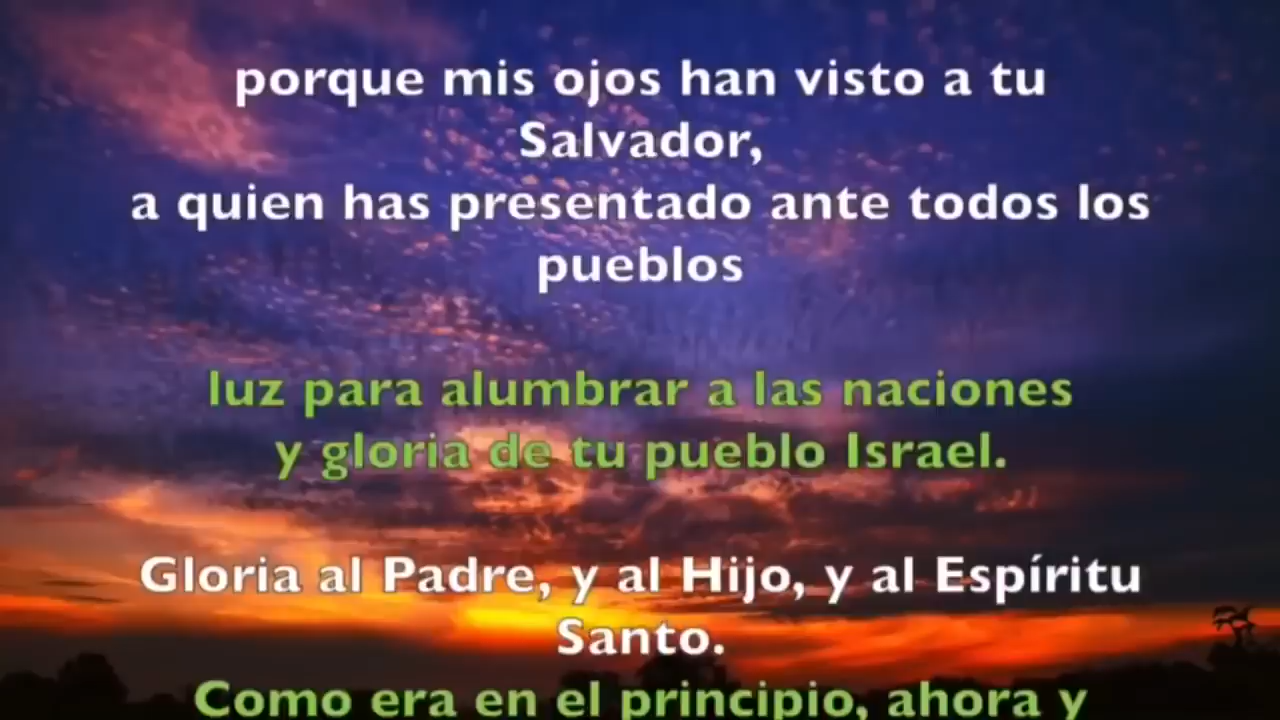 porque mis ojos han visto a tu
Salvador,
a quien has presentado ante todos los
pueblos
luz para alumbrar a las naciones
y gloria de tu pueblo Israel.
Gloria al Padre, y al Hijo, y al Espíritu
Santo.
Como era en el principio, ahora y